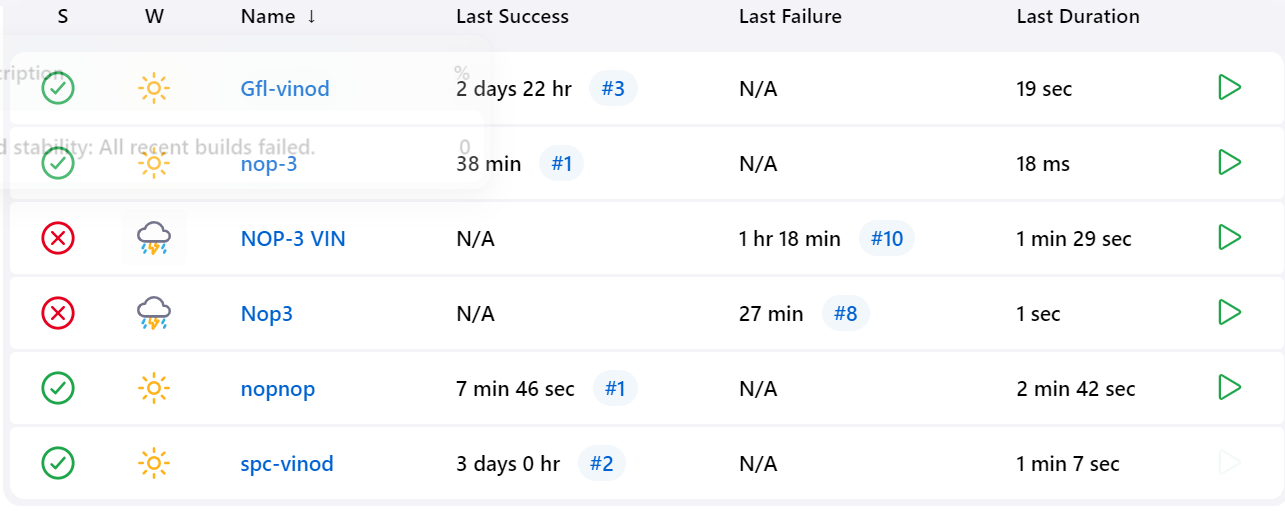 S W Name ↓ Last Success Last Failure Last Duration
cription %
Gfl-vinod 2 days 22 hr #3 N/A 19 sec
d stability: All recent builds failed. 0
nop-3 38 min #1 N/A 18 ms
NOP-3 VIN N/A 1 hr 18 min #10 1 min 29 sec
Nop3 N/A 27 min #8 1 sec
nopnop 7 min 46 sec #1 N/A 2 min 42 sec
spc-vinod 3 days 0 hr #2 N/A 1 min 7 sec